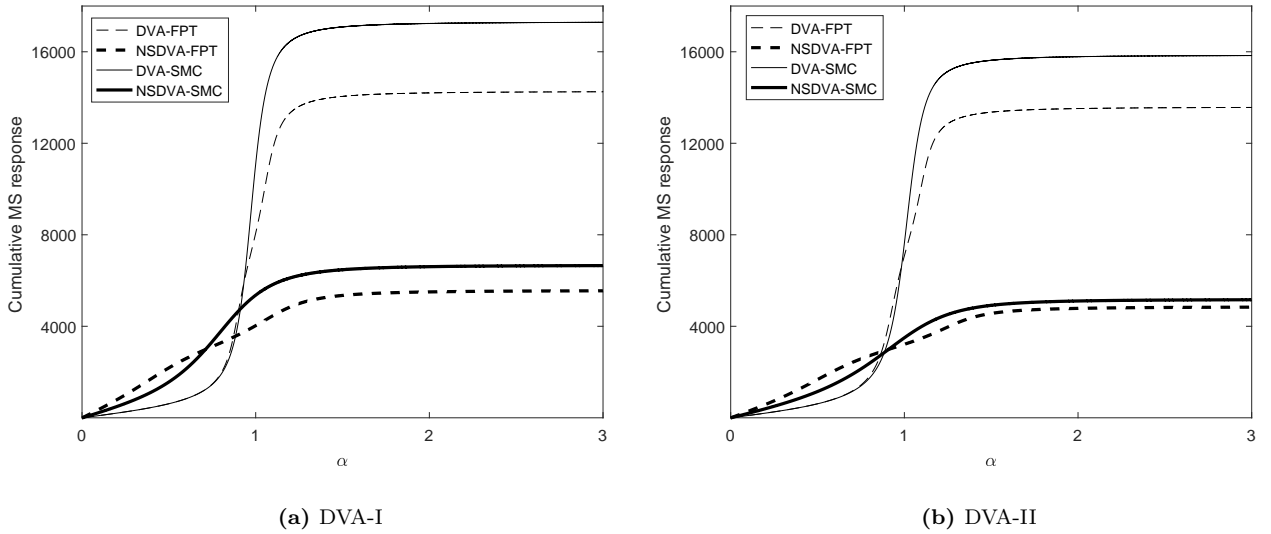 DVA-FPT
NSDVA-FPT
DVA-SMC
NSDVA-SMC
Cumulative MS response
16000
12000
8000
4000
0
1
2
3
α
(a) DVA-I
DVA-FPT
NSDVA-FPT
DVA-SMC
NSDVA-SMC
Cumulative MS response
16000
12000
8000
4000
0
1
2
3
α
(b) DVA-II